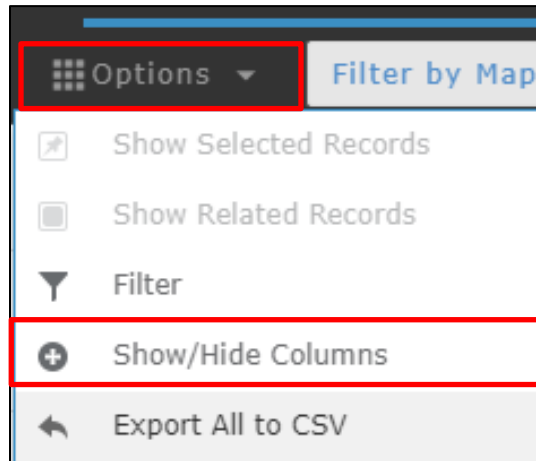 Options Filter by Map
Show Selected Records
Show Related Records
Filter
Show/Hide Columns
Export All to CSV